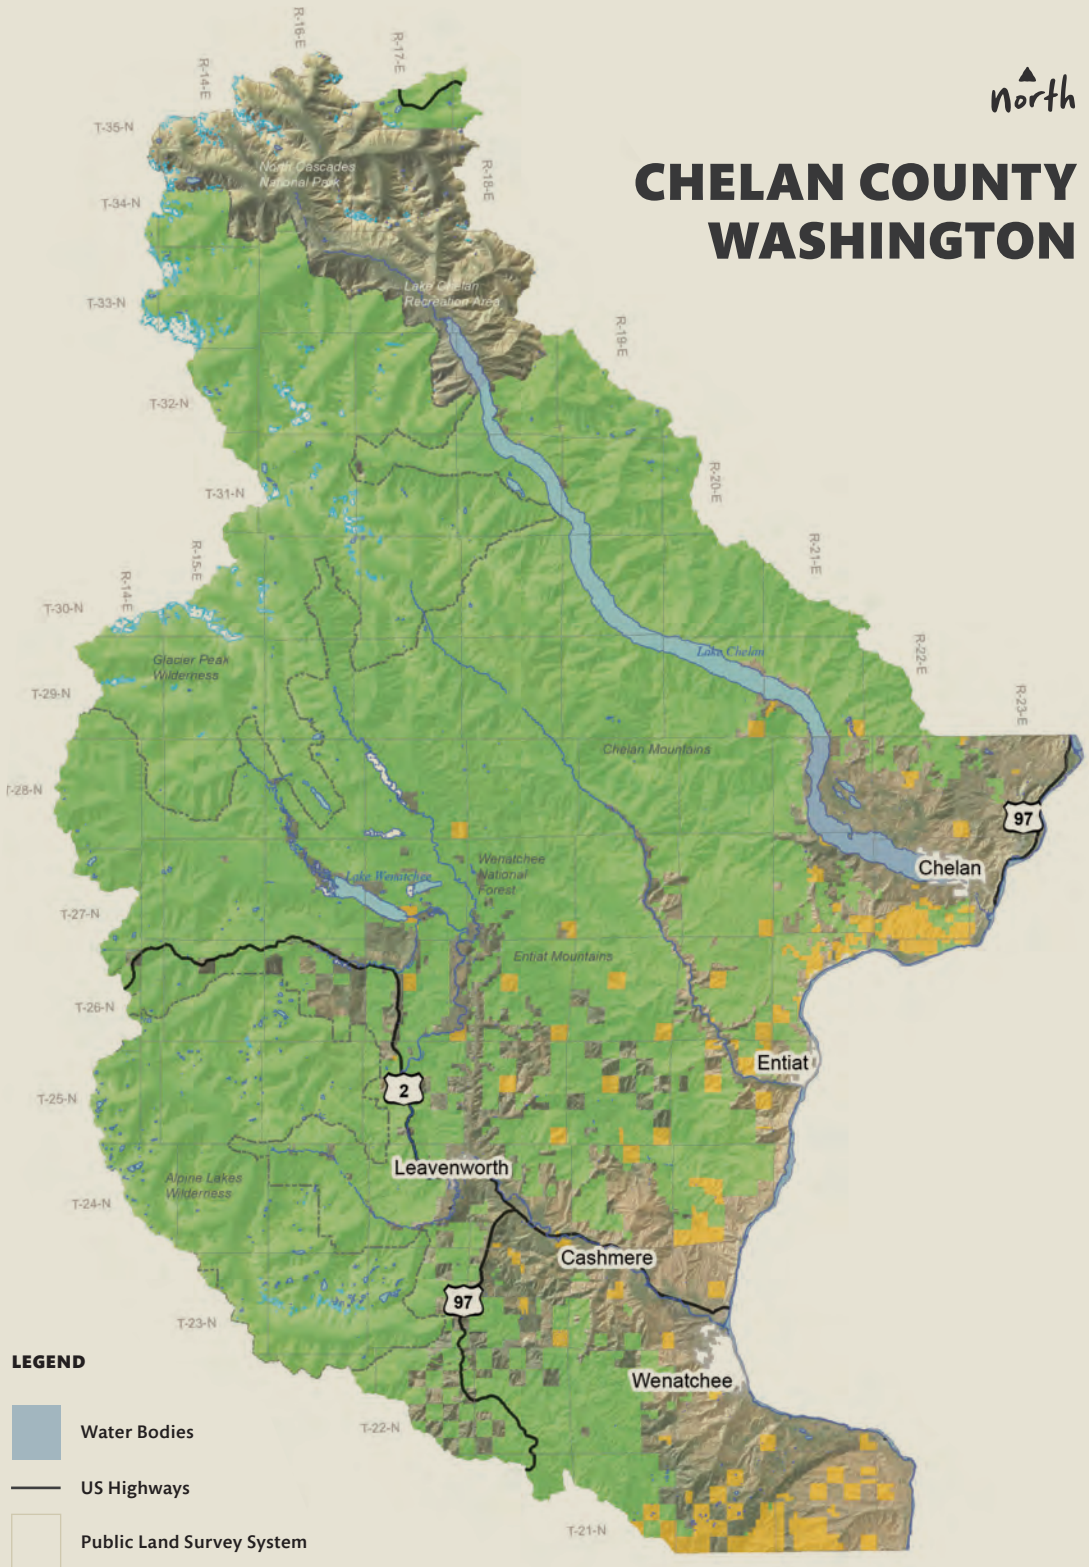 R-16-E
R-17-E
R-14-E
north
T-35-N
North Cascades
National Park
R-18-E
CHELAN COUNTY
WASHINGTON
T-34-N
Lake Chelan
Recreation Area
T-33-N
R-19-E
T-32-N
R-20-E
T-31-N
R-21-E
R-15-E
R-14-E
T-30-N
Lake Chelan
R-22-E
Glacier Peak
Wilderness
T-29-N
R-23-E
Chelan Mountains
T-28-N
97
Wenatchee
National
Forest
Chelan
Lake Wenatchee
T-27-N
Entiat Mountains
T-26-N
Entiat
2
T-25-N
Leavenworth
Alpine Lakes
Wilderness
T-24-N
Cashmere
97
T-23-N
LEGEND
Wenatchee
Water Bodies
T-22-N
US Highways
T-21-N
Public Land Survey System